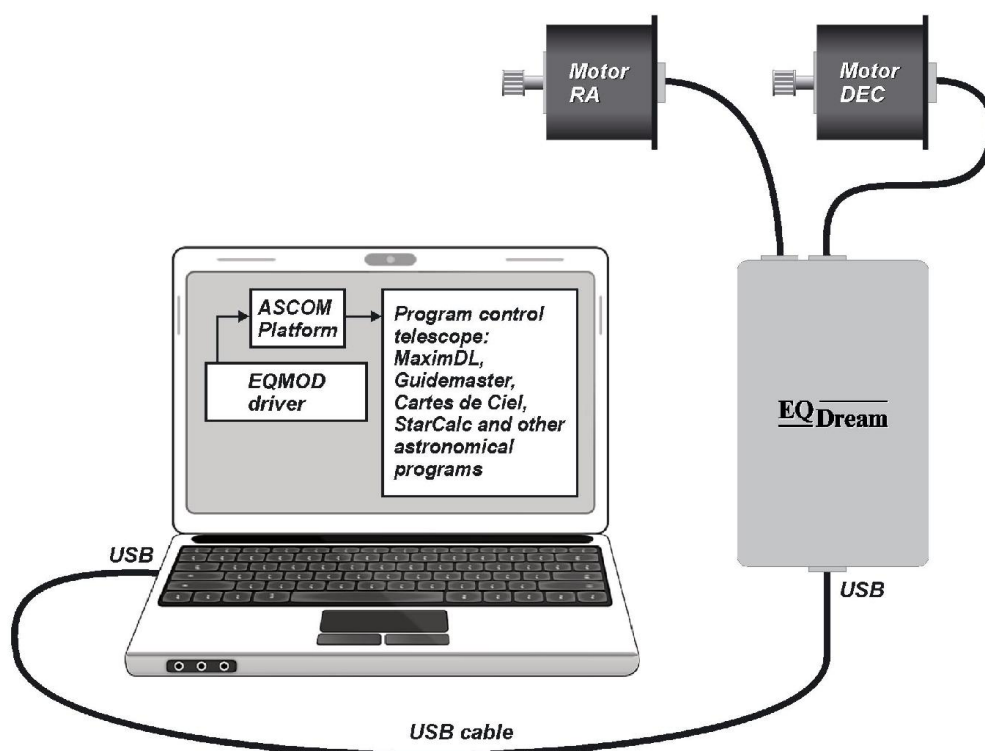 Motor
RA
Motor
DEC
ASCOM
Platform
EQMOD
driver
Program control
telescope:
MaximDL,
Guidemaster,
Cartes de Ciel,
StarCalc and other
astronomical
programs
EQ Dream
USB
USB
USB cable